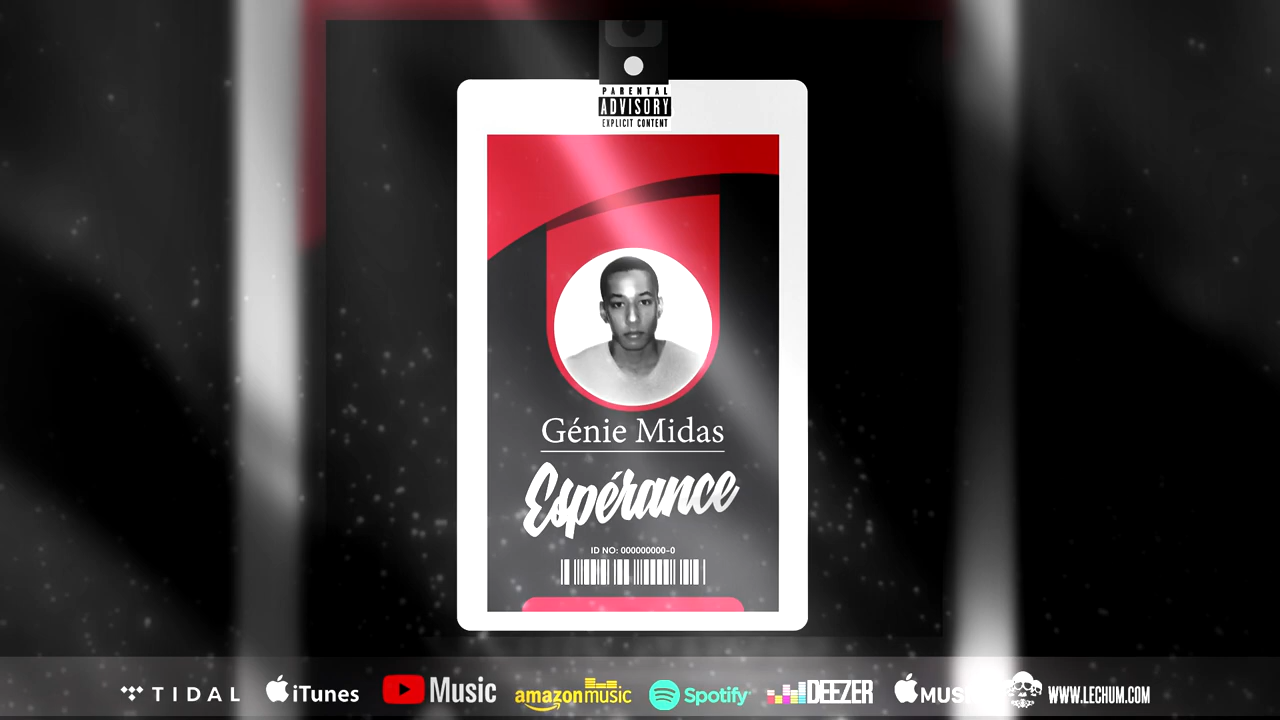 PARENTAL
ADVISORY
EXPLICIT CONTENT
Génie Midas
Espérance
ID NO: 000000000-0
TIDAL iTunes Music amazonmusic Spotify DEEZER WWW.LECHUM.COM